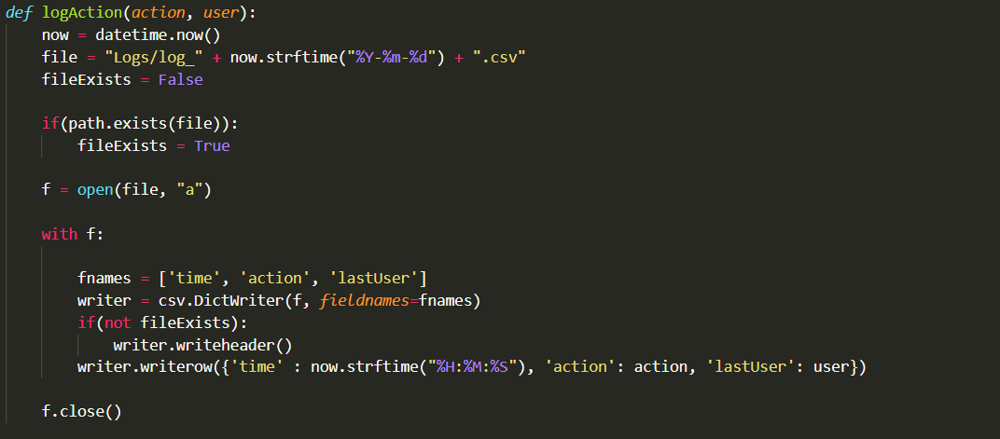 def logAction(action, user):
    now = datetime.now()
    file = "Logs/log_" + now.strftime("%Y-%m-%d") + ".csv"
    fileExists = False

    if(path.exists(file)):
        fileExists = True

    f = open(file, "a")

    with f:

        fnames = ['time', 'action', 'lastUser']
        writer = csv.DictWriter(f, fieldnames=fnames)
        if(not fileExists):
            writer.writeheader()
        writer.writerow({'time' : now.strftime("%H:%M:%S"), 'action': action, 'lastUser': user})

    f.close()